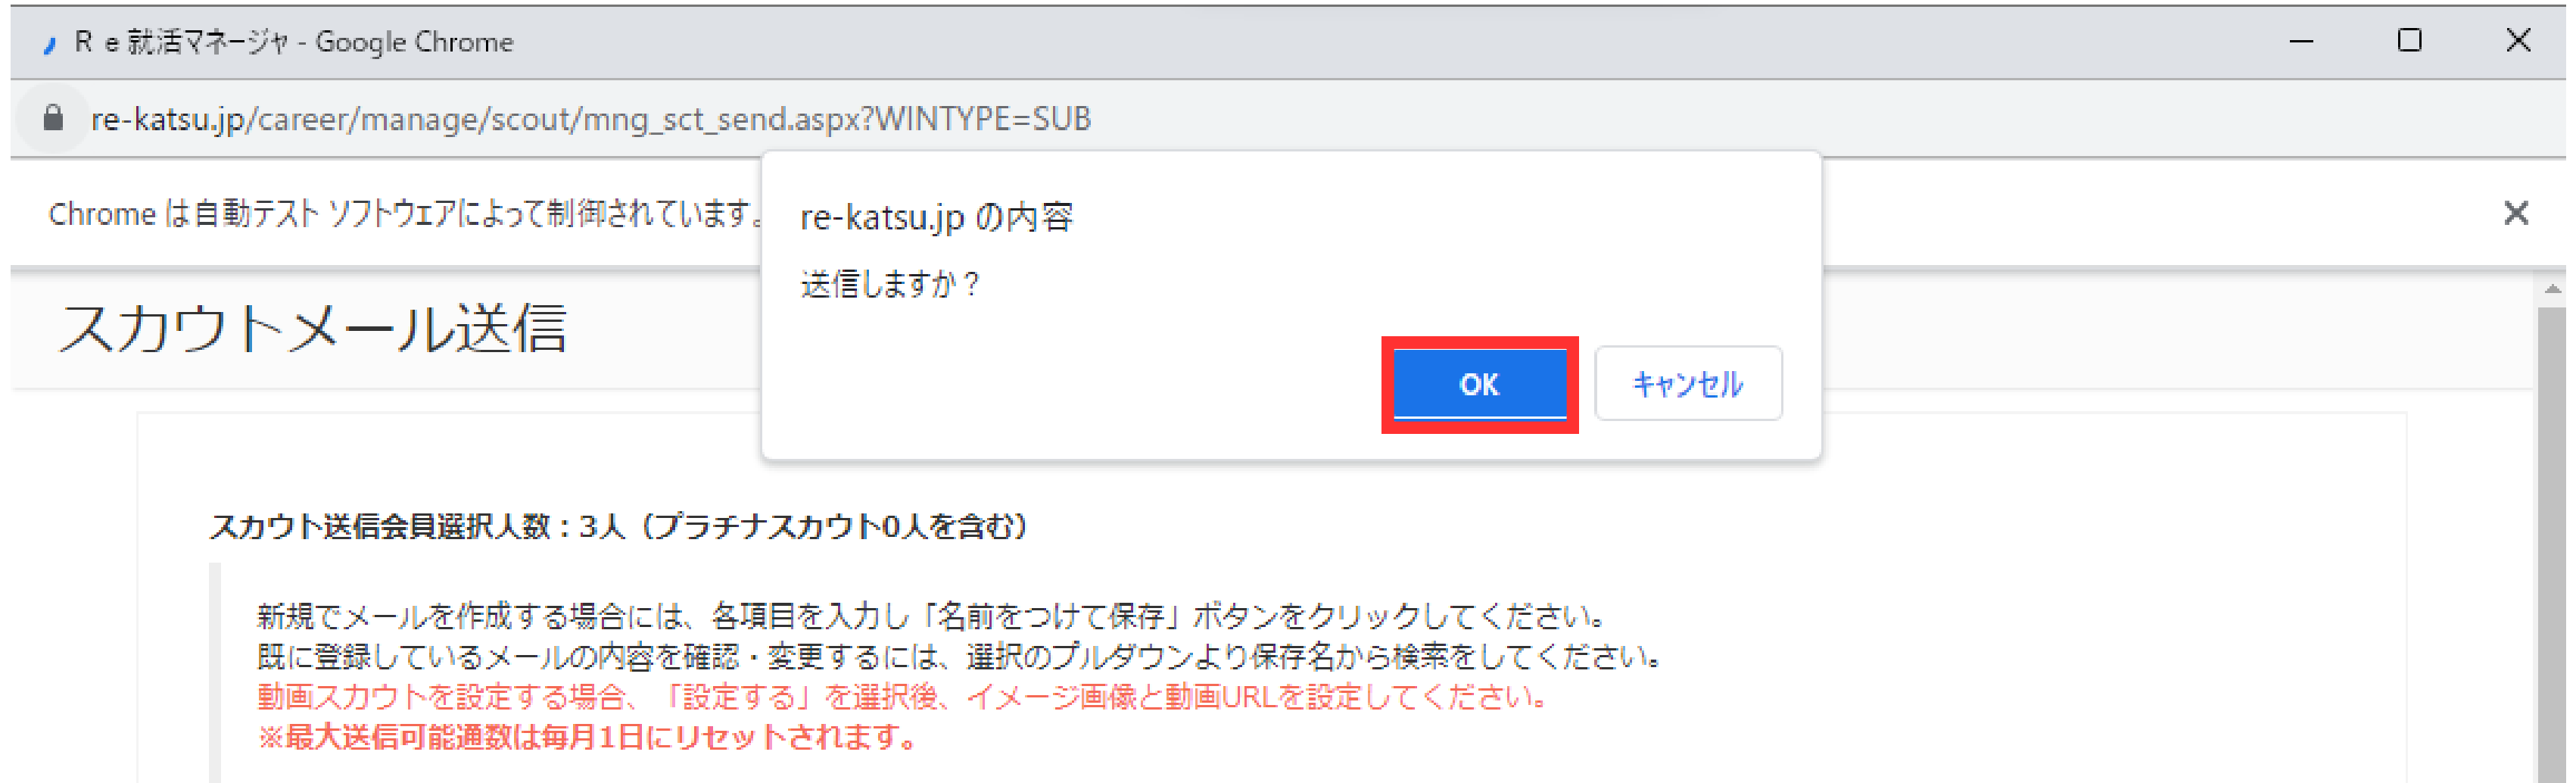 Ｒｅ就活マネージャ - Google Chrome
re-katsu.jp/career/manage/scout/mng_sct_send.aspx?WINTYPE=SUB
Chrome は自動テスト ソフトウェアによって制御されています。
re-katsu.jp の内容
送信しますか？
OK
キャンセル
スカウトメール送信
スカウト送信会員選択人数：3人（プラチナスカウト0人を含む）
新規でメールを作成する場合には、各項目を入力し「名前をつけて保存」ボタンをクリックしてください。
既に登録しているメールの内容を確認・変更するには、選択のプルダウンより保存名から検索をしてください。
動画スカウトを設定する場合、「設定する」を選択後、イメージ画像と動画URLを設定してください。
※最大送信可能通数は毎月1日にリセットされます。